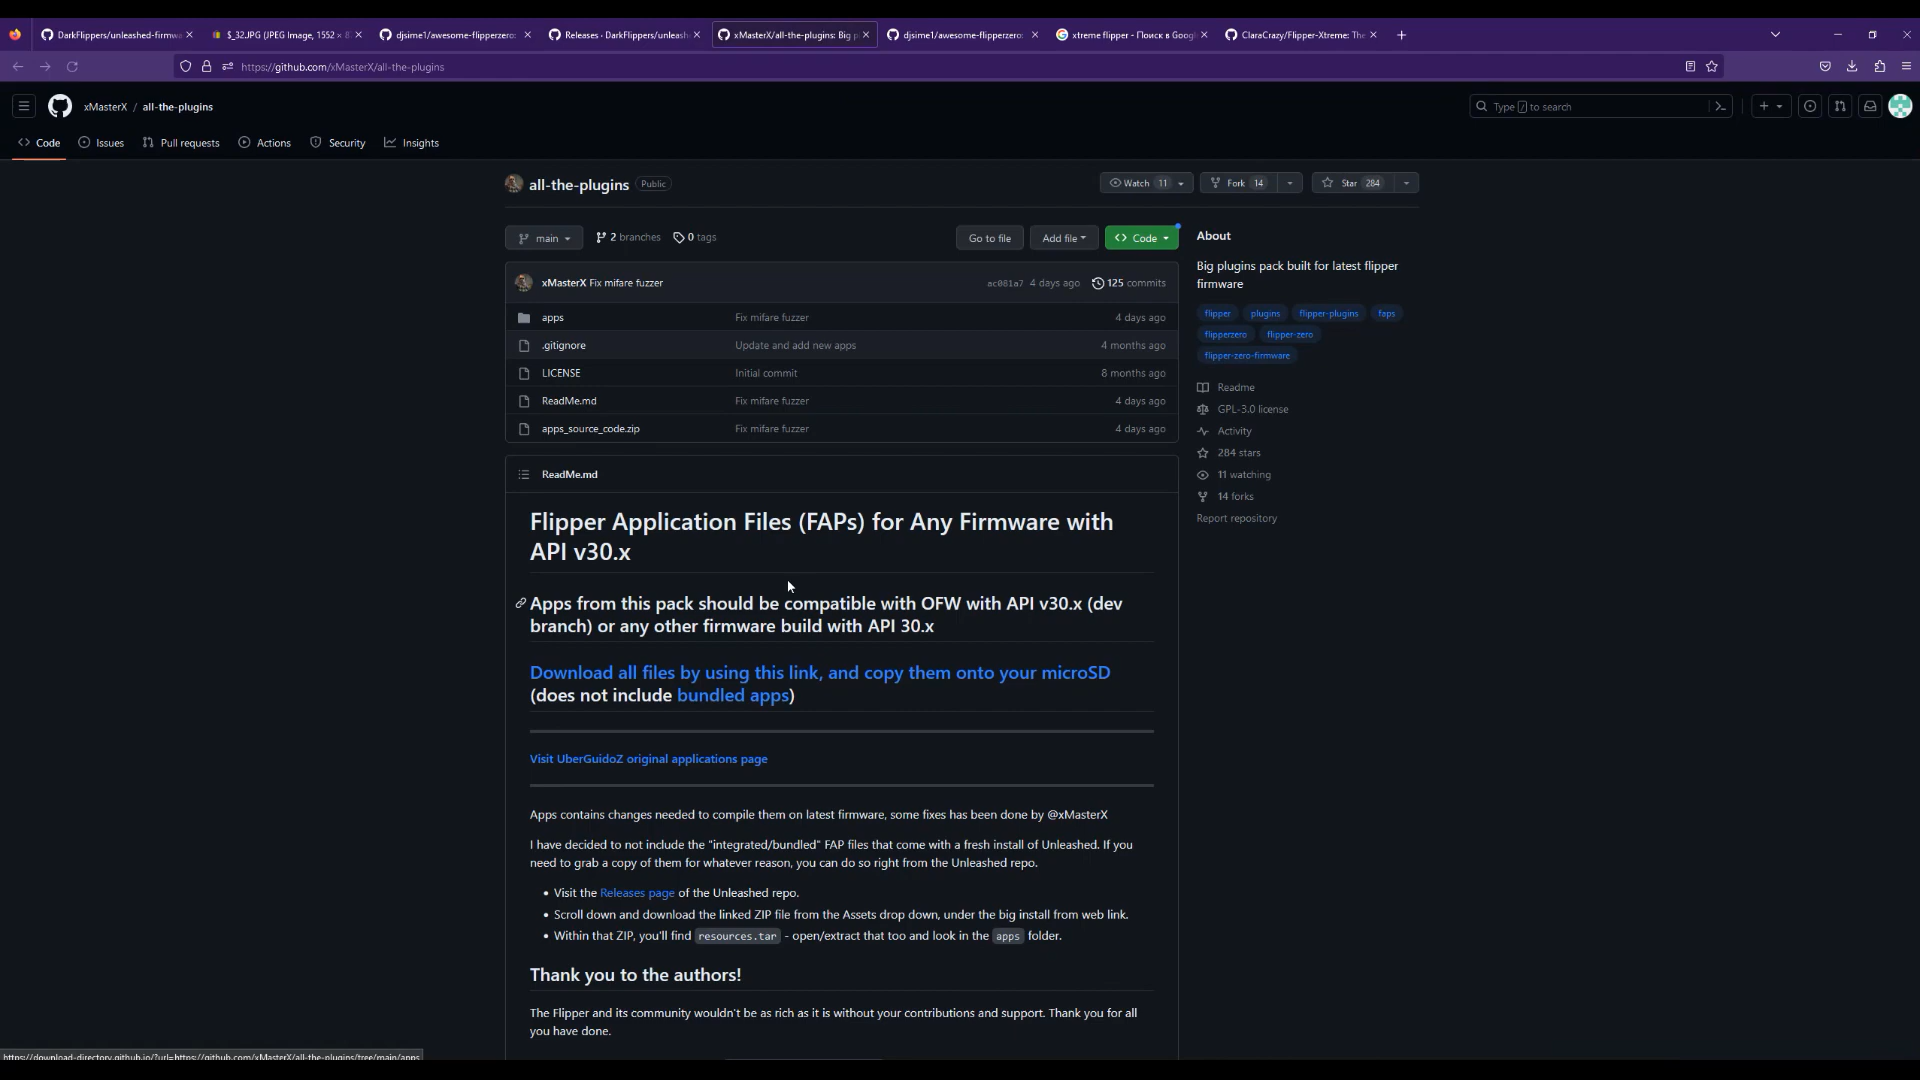 DarkFlippers/unleashed-firmwa
$_32.JPG (JPEG Image, 1552 × 8
djsime1/awesome-flipperzero:
Releases · DarkFlippers/unleash
xMasterX/all-the-plugins: Big p
djsime1/awesome-flipperzero:
xtreme flipper - Поиск в Googl
ClaraCrazy/Flipper-Xtreme: The
https://github.com/xMasterX/all-the-plugins
xMasterX / all-the-plugins
Type / to search
Code Issues Pull requests Actions Security Insights
all-the-plugins Public
Watch 11 Fork 14 Star 284
main 2 branches 0 tags Go to file Add file Code
xMasterX Fix mifare fuzzer ac081a7 4 days ago 125 commits
apps Fix mifare fuzzer 4 days ago
.gitignore Update and add new apps 4 months ago
LICENSE Initial commit 8 months ago
ReadMe.md Fix mifare fuzzer 4 days ago
apps_source_code.zip Fix mifare fuzzer 4 days ago
ReadMe.md
Flipper Application Files (FAPs) for Any Firmware with
API v30.x
Apps from this pack should be compatible with OFW with API v30.x (dev
branch) or any other firmware build with API 30.x
Download all files by using this link, and copy them onto your microSD
(does not include bundled apps)
Visit UberGuidoZ original applications page
Apps contains changes needed to compile them on latest firmware, some fixes has been done by @xMasterX
I have decided to not include the "integrated/bundled" FAP files that come with a fresh install of Unleashed. If you
need to grab a copy of them for whatever reason, you can do so right from the Unleashed repo.
Visit the Releases page of the Unleashed repo.
Scroll down and download the linked ZIP file from the Assets drop down, under the big install from web link.
Within that ZIP, you'll find resources.tar - open/extract that too and look in the apps folder.
Thank you to the authors!
The Flipper and its community wouldn't be as rich as it is without your contributions and support. Thank you for all
you have done.
About
Big plugins pack built for latest flipper
firmware
flipper plugins flipper-plugins faps
flipperzero flipper-zero
flipper-zero-firmware
Readme
GPL-3.0 license
Activity
284 stars
11 watching
14 forks
Report repository
https://download-directory.github.io/?url=https://github.com/xMasterX/all-the-plugins/tree/main/apps